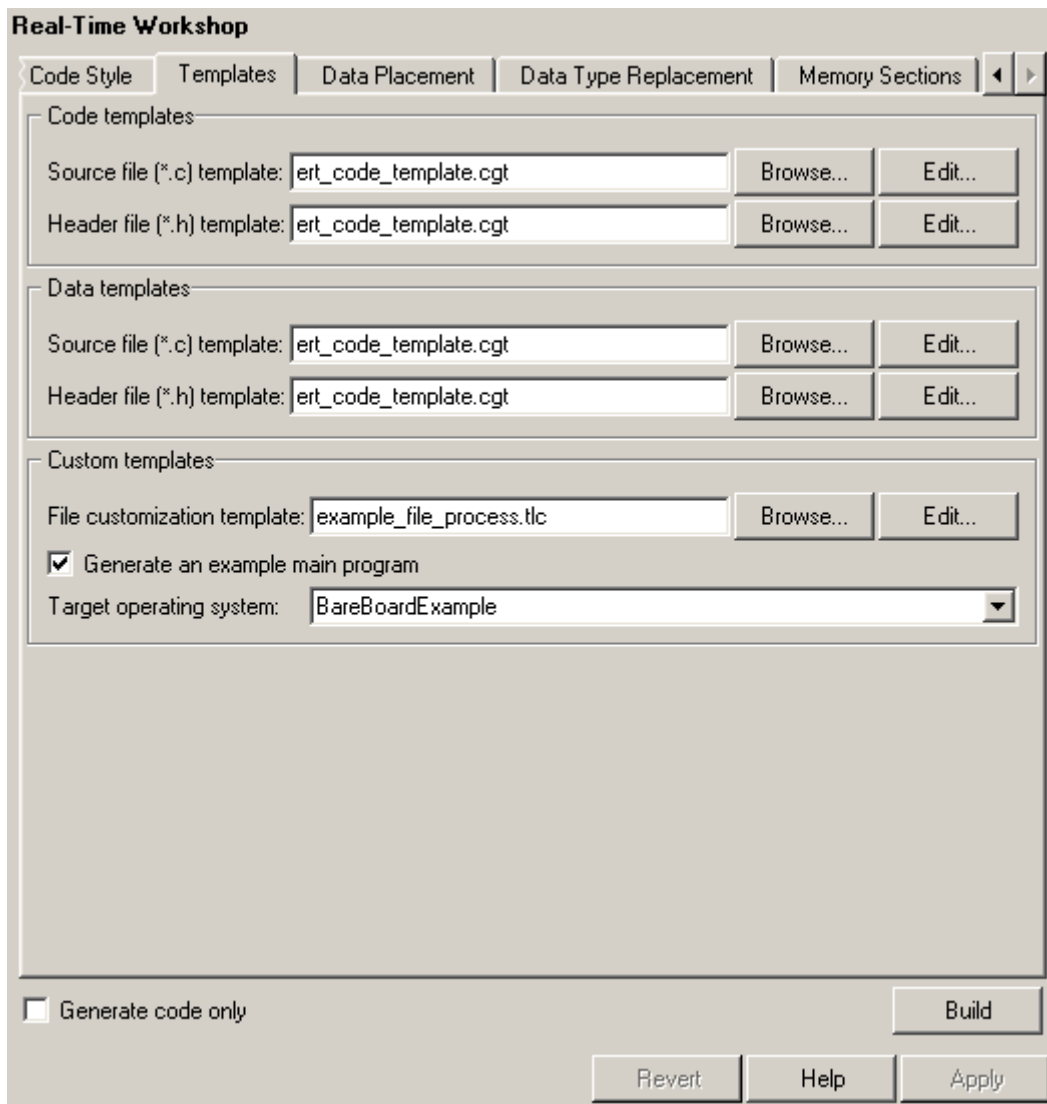 Real-Time Workshop
Code Style Templates Data Placement Data Type Replacement Memory Sections
Code templates
Source file (*.c) template: ert_code_template.cgt Browse... Edit...
Header file (*.h) template: ert_code_template.cgt Browse... Edit...
Data templates
Source file (*.c) template: ert_code_template.cgt Browse... Edit...
Header file (*.h) template: ert_code_template.cgt Browse... Edit...
Custom templates
File customization template: example_file_process.tlc Browse... Edit...
Generate an example main program
Target operating system: BareBoardExample
Generate code only Build
Revert Help Apply